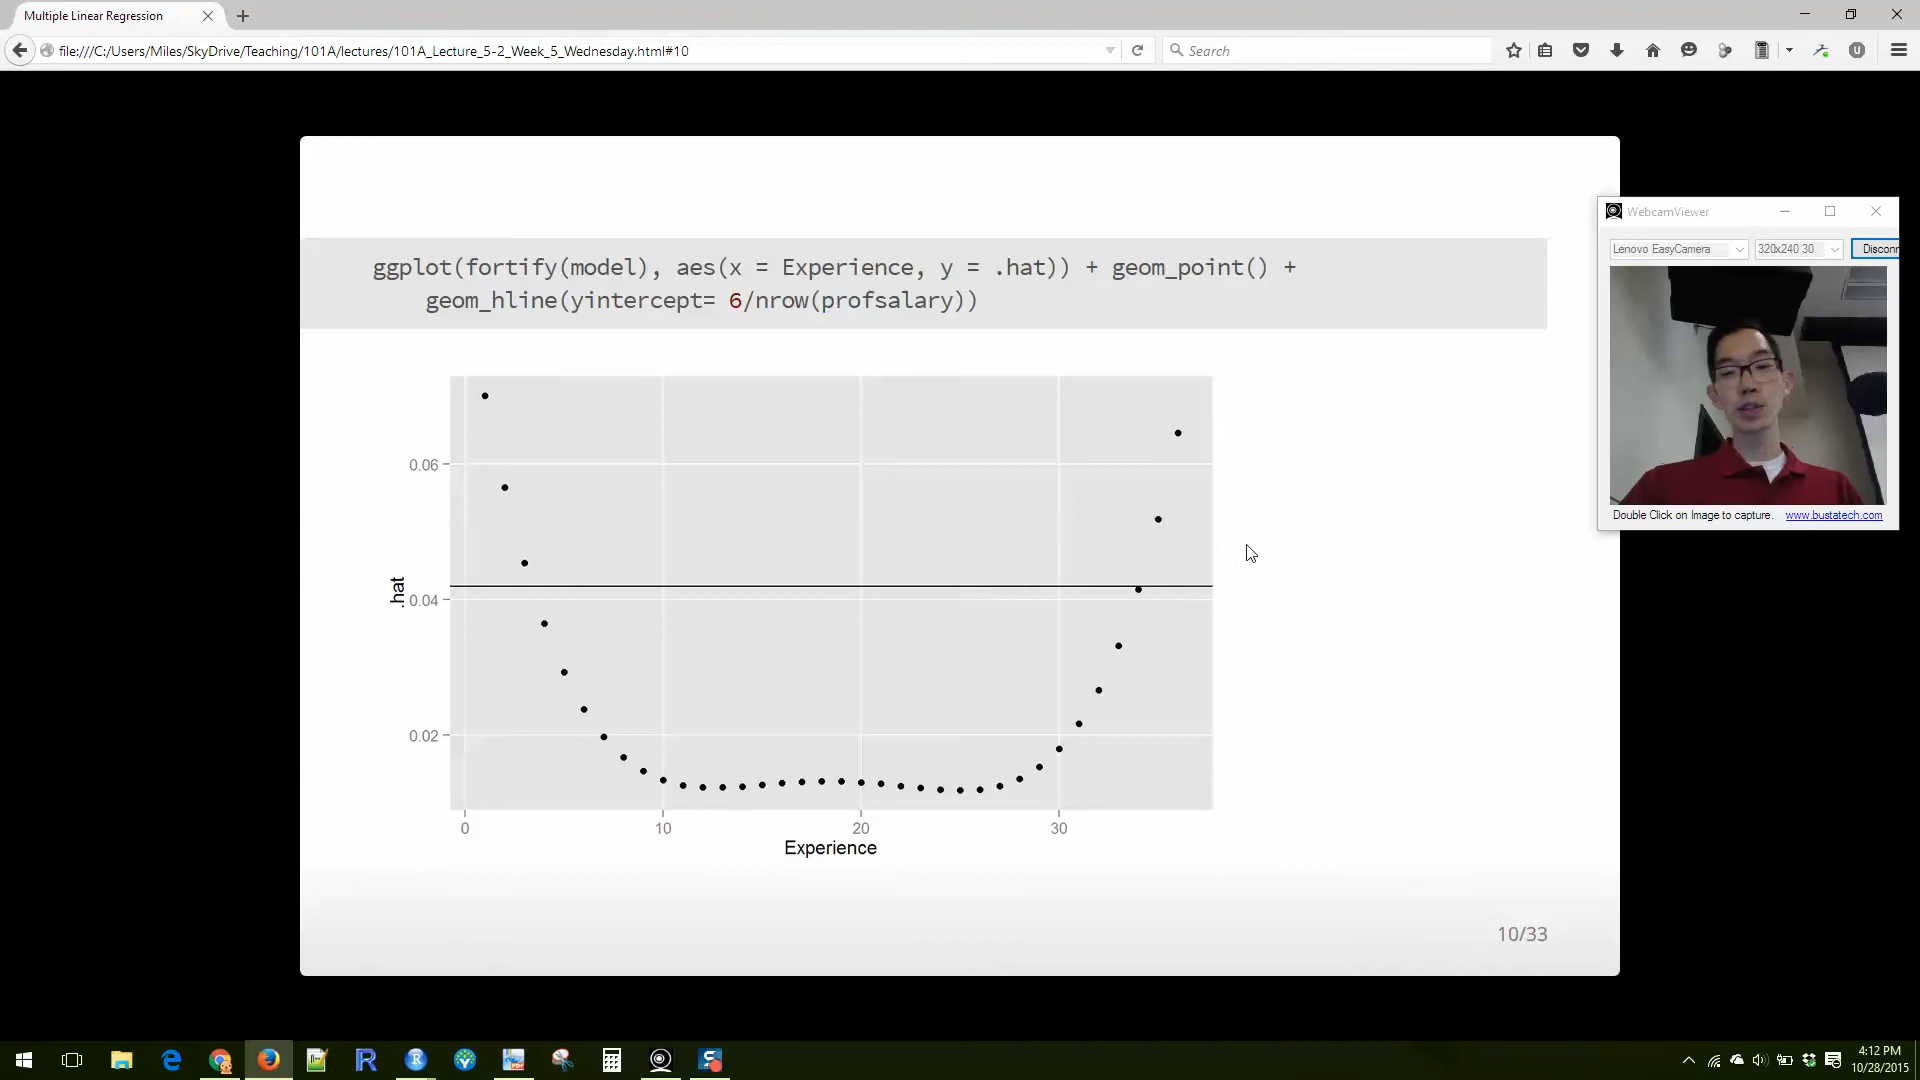 Multiple Linear Regression
file:///C:/Users/Miles/SkyDrive/Teaching/101A/lectures/101A_Lecture_5-2_Week_5_Wednesday.html#10
Search
ggplot(fortify(model), aes(x = Experience, y = .hat)) + geom_point() +
geom_hline(yintercept= 6/nrow(profsalary))
WebcamViewer
Lenovo EasyCamera
320x240 30
Disconn
Double Click on Image to capture.
www.bustatech.com
0.06
0.04
0.02
.hat
0
10
20
30
Experience
10/33
4:12 PM
10/28/2015